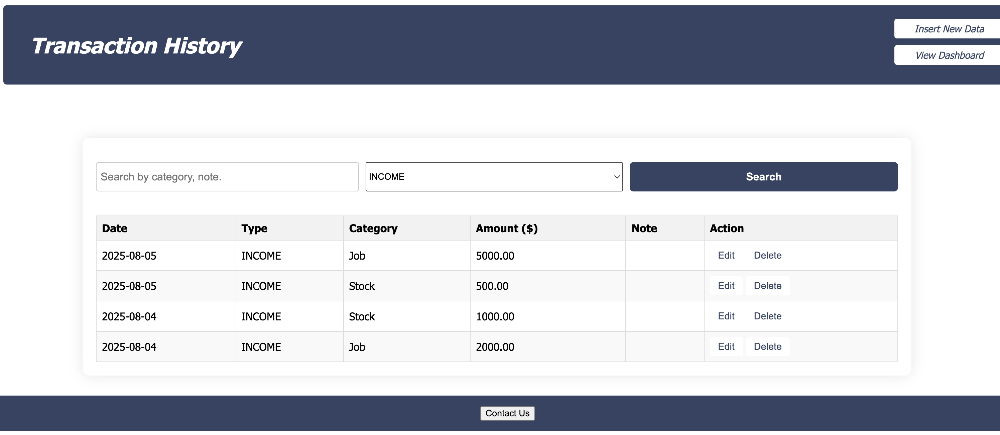 Transaction History
Insert New Data
View Dashboard
Search by category, note.
INCOME
Search
Date Type Category Amount ($) Note Action
2025-08-05 INCOME Job 5000.00 Edit Delete
2025-08-05 INCOME Stock 500.00 Edit Delete
2025-08-04 INCOME Stock 1000.00 Edit Delete
2025-08-04 INCOME Job 2000.00 Edit Delete
Contact Us